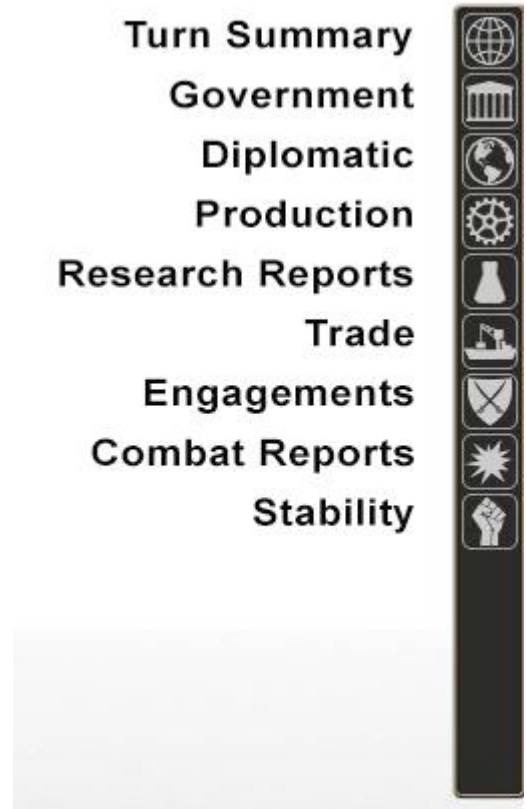 Turn Summary
Government
Diplomatic
Production
Research Reports
Trade
Engagements
Combat Reports
Stability